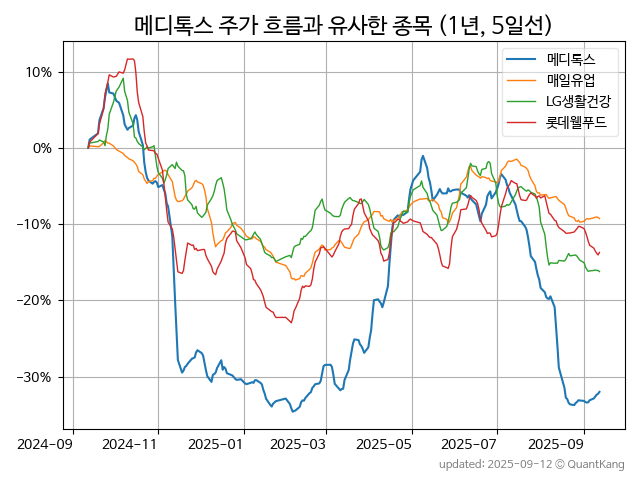 메디톡스 주가 흐름과 유사한 종목 (1년, 5일선)
메디톡스
매일유업
LG생활건강
롯데웰푸드
10%
0%
−10%
−20%
−30%
2024−09
2024−11
2025−01
2025−03
2025−05
2025−07
2025−09
updated: 2025-09-12 © QuantKang